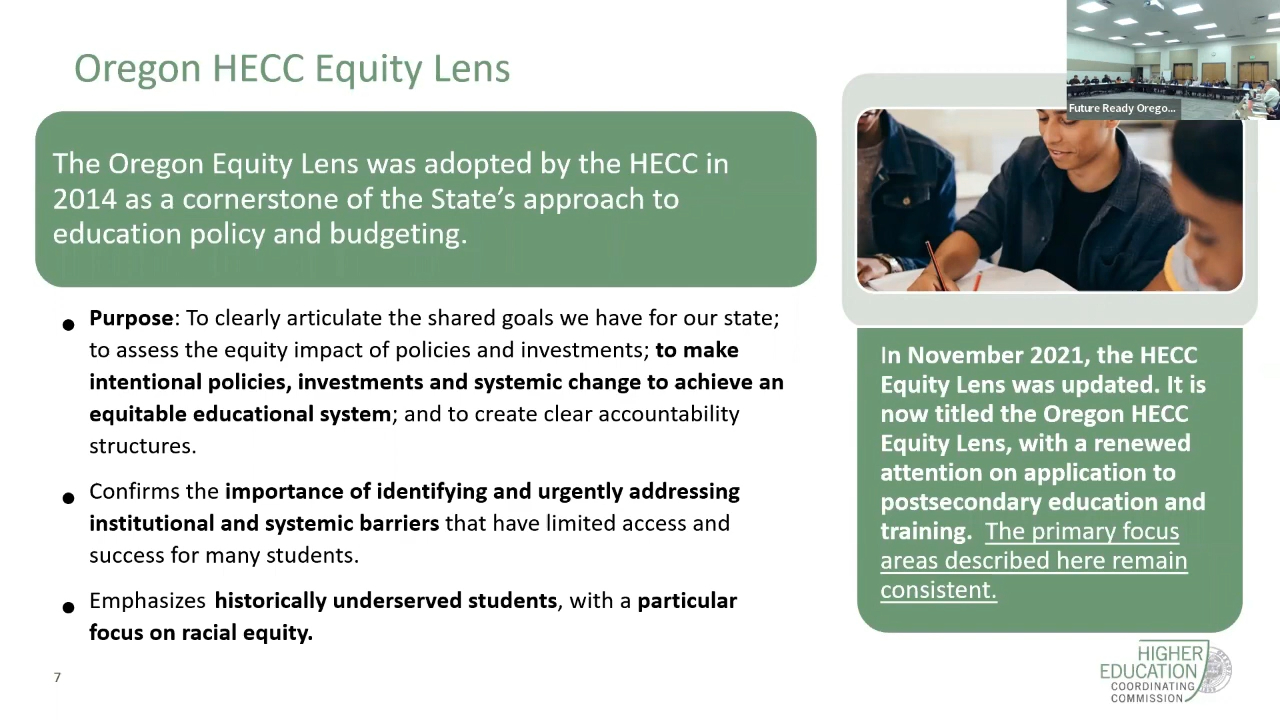 Oregon HECC Equity Lens
Future Ready Orego...
The Oregon Equity Lens was adopted by the HECC in
2014 as a cornerstone of the State’s approach to
education policy and budgeting.
• Purpose: To clearly articulate the shared goals we have for our state;
to assess the equity impact of policies and investments; to make
intentional policies, investments and systemic change to achieve an
equitable educational system; and to create clear accountability
structures.
• Confirms the importance of identifying and urgently addressing
institutional and systemic barriers that have limited access and
success for many students.
• Emphasizes historically underserved students, with a particular
focus on racial equity.
In November 2021, the HECC
Equity Lens was updated. It is
now titled the Oregon HECC
Equity Lens, with a renewed
attention on application to
postsecondary education and
training. The primary focus
areas described here remain
consistent.
7
HIGHER
EDUCATION
COORDINATING
COMMISSION